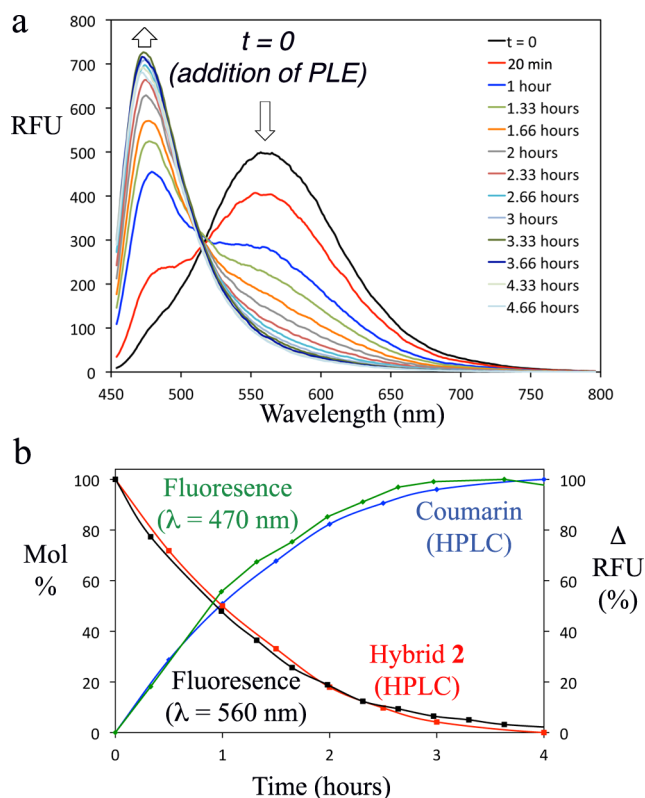 a
t = 0
(addition of PLE)
RFU
800
700
600
500
400
300
200
100
0
450
500
550
600
650
700
750
800
Wavelength (nm)
t = 0
20 min
1 hour
1.33 hours
1.66 hours
2 hours
2.33 hours
2.66 hours
3 hours
3.33 hours
3.66 hours
4.33 hours
4.66 hours
b
Mol
%
100
80
60
40
20
0
Fluoresence
(λ = 470 nm)
Coumarin
(HPLC)
Fluoresence
(λ = 560 nm)
Hybrid 2
(HPLC)
100
80
60
40
20
0
Δ
RFU
(%)
0
1
2
3
4
Time (hours)